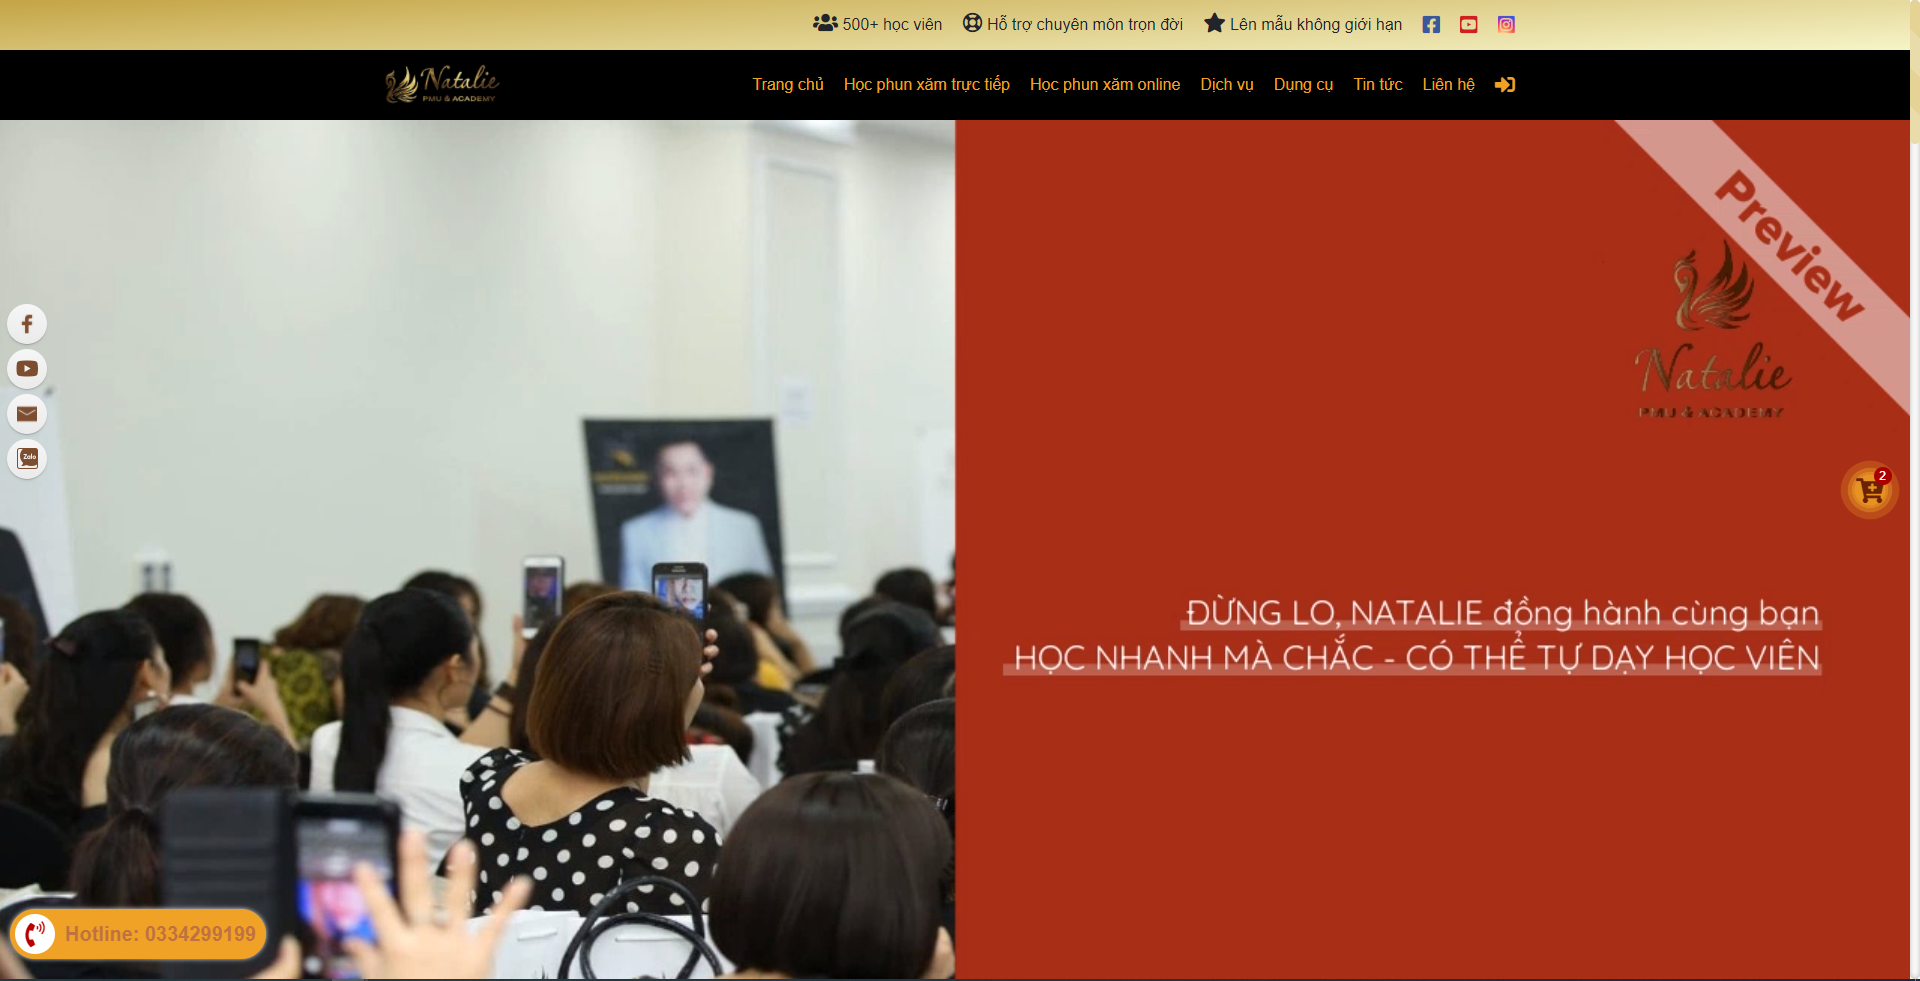 500+ học viên
Hỗ trợ chuyên môn trọn đời
Lên mẫu không giới hạn
Natalie
PMU & ACADEMY
Trang chủ
Học phun xăm trực tiếp
Học phun xăm online
Dịch vụ
Dụng cụ
Tin tức
Liên hệ
Preview
Natalie
PMU & ACADEMY
Zalo
2
ĐỪNG LO, NATALIE đồng hành cùng bạn
HỌC NHANH MÀ CHẮC - CÓ THỂ TỰ DẠY HỌC VIÊN
Hotline: 0334299199